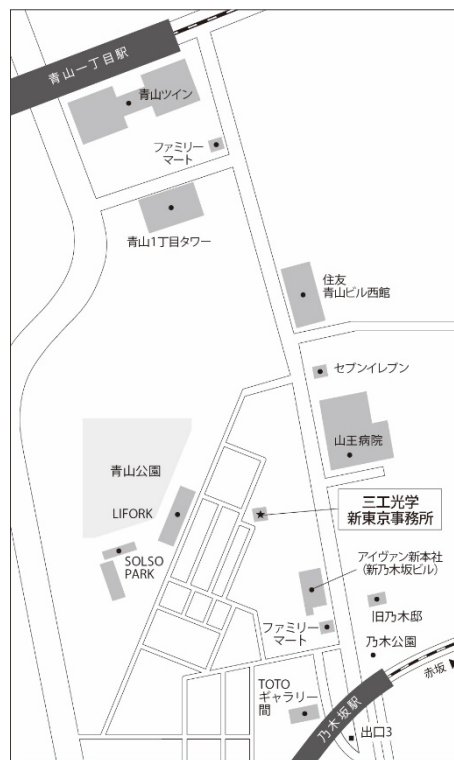 青山一丁目駅
青山ツイン
ファミリー
マート
青山1丁目タワー
住友
青山ビル西館
セブンイレブン
山王病院
青山公園
三工光学
新東京事務所
LIFORK
SOLSO
PARK
アイヴァン新本社
(新乃木坂ビル)
旧乃木邸
ファミリー
マート
乃木公園
赤坂
TOTO
ギャラリー
間
乃木坂駅
出口3